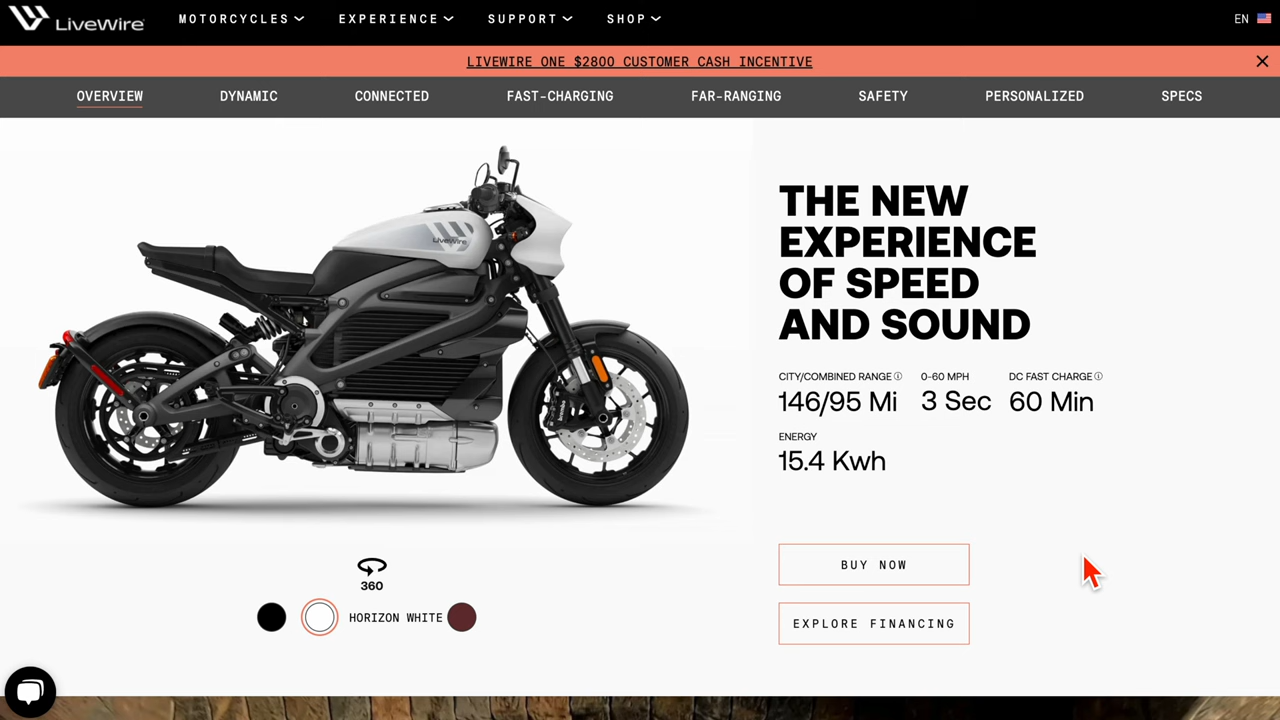 LiveWire
MOTORCYCLES EXPERIENCE SUPPORT SHOP
EN
LIVEWIRE ONE $2800 CUSTOMER CASH INCENTIVE
OVERVIEW DYNAMIC CONNECTED FAST-CHARGING FAR-RANGING SAFETY PERSONALIZED SPECS
LiveWire
THE NEW
EXPERIENCE
OF SPEED
AND SOUND
CITY/COMBINED RANGE 0-60 MPH DC FAST CHARGE
146/95 Mi 3 Sec 60 Min
ENERGY
15.4 Kwh
BUY NOW
EXPLORE FINANCING
360
HORIZON WHITE